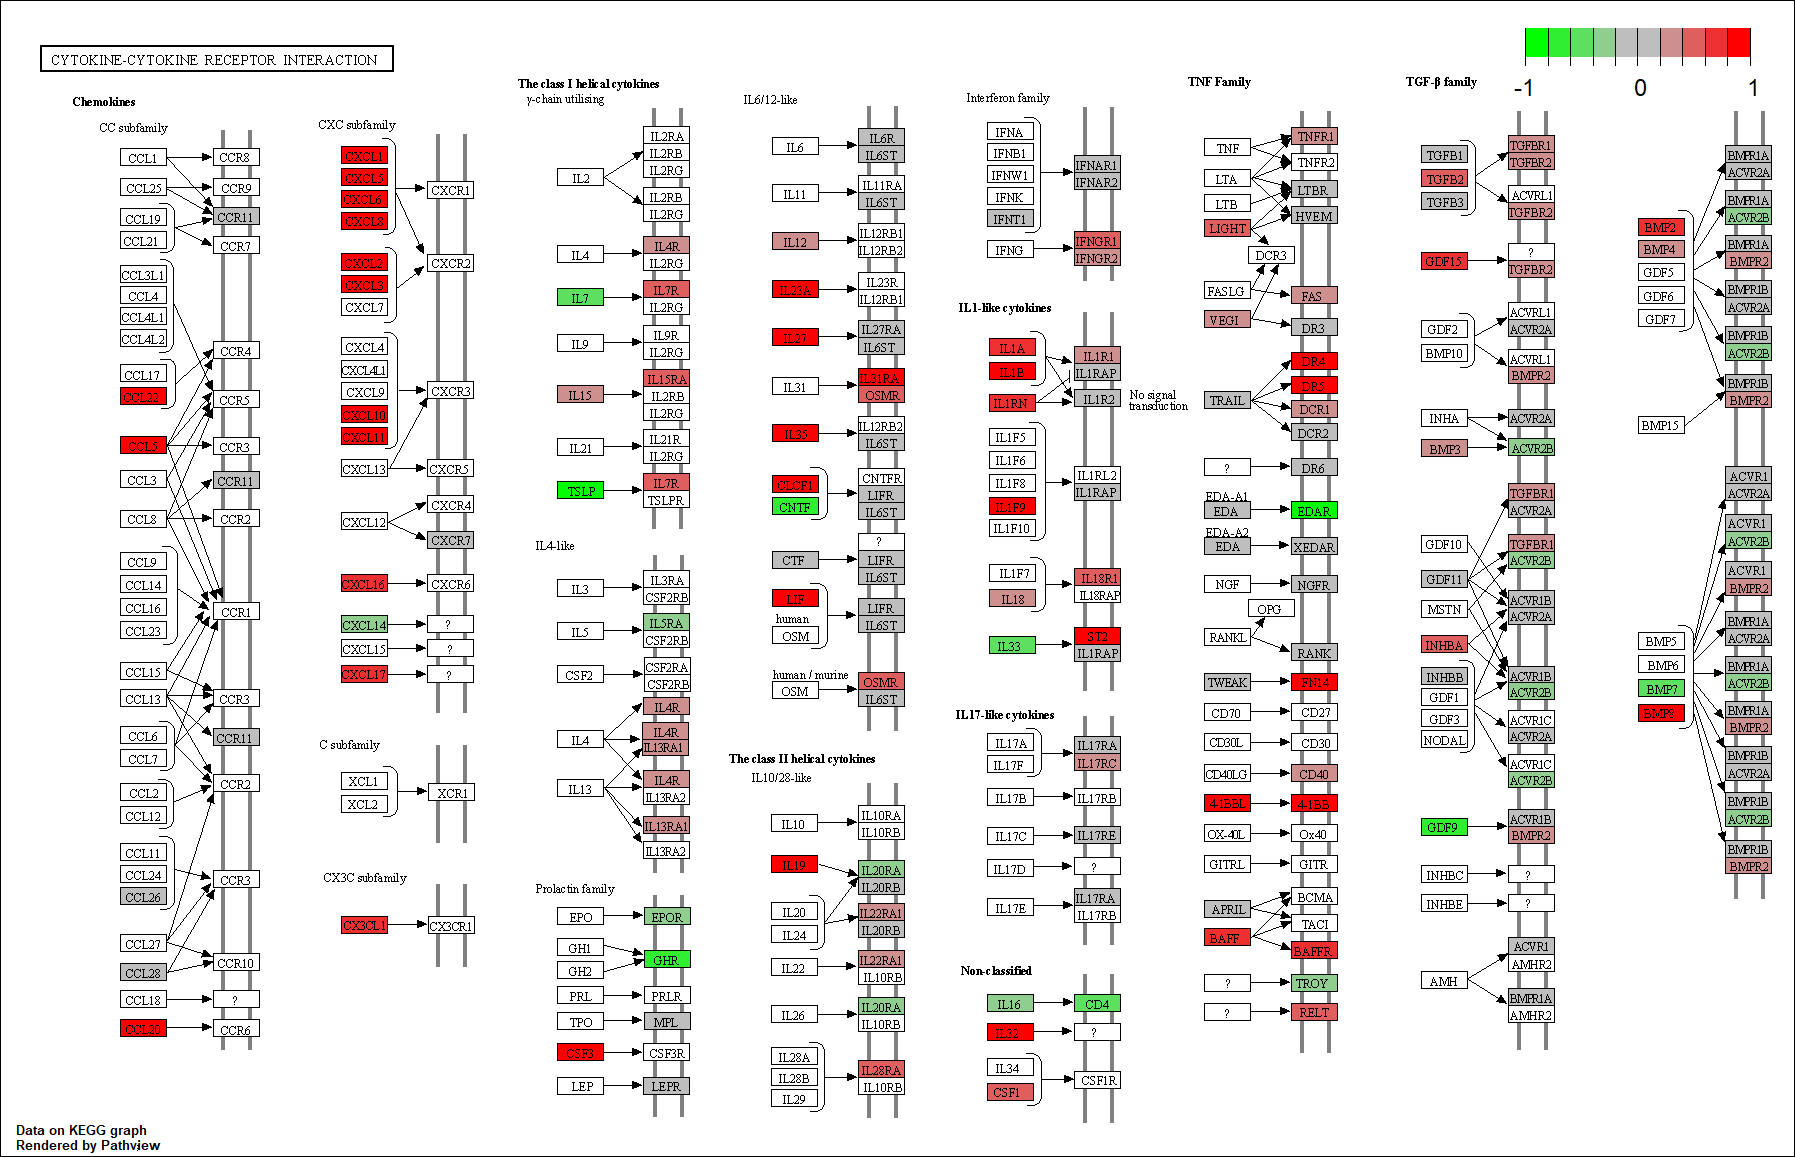 CYTOKINE-CYTOKINE RECEPTOR INTERACTION
-1
0
1
Chemokines
CC subfamily
CCL1
CCR8
CCL25
CCR9
CCR11
CCL19
CCL21
CCR7
CCL3L1
CCL4
CCL4L1
CCL4L2
CCR4
CCL17
CCL22
CCR5
CCL5
CCR3
CCL3
CCR11
CCL8
CCR2
CCL9
CCL14
CCL16
CCL23
CCR1
CCL15
CCL13
CCR3
CCL6
CCL7
CCR11
CCR2
CCL2
CCL12
CCL11
CCL24
CCL26
CCR3
CCL27
CCL28
CCR10
CCL18
?
CCL20
CCR6
CXC subfamily
CXCL1
CXCL5
CXCL6
CXCL8
CXCR1
CXCL2
CXCL3
CXCL7
CXCR2
CXCL4
CXCL4L1
CXCL9
CXCL10
CXCL11
CXCR3
CXCL13
CXCR5
CXCL12
CXCR4
CXCR7
CXCL16
CXCR6
CXCL14
?
CXCL15
?
CXCL17
?
C subfamily
XCL1
XCL2
XCR1
CX3C subfamily
CX3CL1
CX3CR1
The class I helical cytokines
γ-chain utilising
IL2
IL2RA
IL2RB
IL2RG
IL2RB
IL2RG
IL4
IL4R
IL2RG
IL7
IL7R
IL2RG
IL9
IL9R
IL2RG
IL15
IL15RA
IL2RB
IL2RG
IL21
IL21R
IL2RG
TSLP
IL7R
TSLPR
IL4-like
IL3
IL3RA
CSF2RB
IL5
IL5RA
CSF2RB
CSF2
CSF2RA
CSF2RB
IL4
IL4R
IL4R
IL13RA1
IL13
IL4R
IL13RA2
IL13RA1
IL13RA2
Prolactin family
EPO
EPOR
GH1
GH2
GHR
PRL
PRLR
TPO
MPL
CSF3
CSF3R
LEP
LEPR
IL6/12-like
IL6
IL6R
IL6ST
IL11
IL11RA
IL6ST
IL12
IL12RB1
IL12RB2
IL23A
IL23R
IL12RB1
IL27
IL27RA
IL6ST
IL31
IL31RA
OSMR
IL35
IL12RB2
IL6ST
CLCF1
CNTF
CNTFR
LIFR
IL6ST
CTF
?
LIFR
IL6ST
LIF
human
OSM
LIFR
IL6ST
human / murine
OSM
OSMR
IL6ST
The class II helical cytokines
IL10/28-like
IL10
IL10RA
IL10RB
IL19
IL20RA
IL20RB
IL20
IL24
IL22RA1
IL20RB
IL22
IL22RA1
IL10RB
IL26
IL20RA
IL10RB
IL28A
IL28B
IL29
IL28RA
IL10RB
Interferon family
IFNA
IFNB1
IFNW1
IFNK
IFNT1
IFNAR1
IFNAR2
IFNG
IFNGR1
IFNGR2
IL1-like cytokines
IL1A
IL1B
IL1RN
IL1R1
IL1RAP
IL1R2
No signal
transduction
IL1F5
IL1F6
IL1F8
IL1F9
IL1F10
IL1RL2
IL1RAP
IL1F7
IL18
IL18R1
IL18RAP
IL33
ST2
IL1RAP
IL17-like cytokines
IL17A
IL17F
IL17RA
IL17RC
IL17B
IL17RB
IL17C
IL17RE
IL17D
?
IL17E
IL17RA
IL17RB
Non-classified
IL16
CD4
IL32
?
IL34
CSF1
CSF1R
TNF Family
TNF
TNFR1
TNFR2
LTA
LTB
LTBR
HVEM
LIGHT
DCR3
FASLG
FAS
VEGI
DR3
TRAIL
DR4
DR5
DCR1
DCR2
?
DR6
EDA-A1
EDA
EDAR
EDA-A2
EDA
XEDAR
NGF
NGFR
OPG
RANKL
RANK
TWEAK
FN14
CD70
CD27
CD30L
CD30
CD40LG
CD40
4-1BBL
4-1BB
OX-40L
Ox40
GITRL
GITR
APRIL
BCMA
TACI
BAFF
BAFFR
?
TROY
?
RELT
TGF-β family
TGFB1
TGFB2
TGFB3
TGFBR1
TGFBR2
ACVRL1
TGFBR2
GDF15
?
TGFBR2
GDF2
BMP10
ACVRL1
ACVR2A
ACVRL1
BMPR2
INHA
ACVR2A
BMP3
ACVR2B
TGFBR1
ACVR2A
GDF10
TGFBR1
ACVR2B
GDF11
MSTN
ACVR1B
ACVR2A
INHBA
INHBB
GDF1
GDF3
NODAL
ACVR1B
ACVR2B
ACVR1C
ACVR2A
ACVR1C
ACVR2B
GDF9
ACVR1B
BMPR2
INHBC
?
INHBE
?
AMH
ACVR1
AMHR2
BMPR1A
AMHR2
BMP2
BMP4
GDF5
GDF6
GDF7
BMP15
BMPR1A
ACVR2A
BMPR1A
ACVR2B
BMPR1A
BMPR2
BMPR1B
ACVR2A
BMPR1B
ACVR2B
BMPR1B
BMPR2
BMP5
BMP6
BMP7
BMP8
ACVR1
ACVR2A
ACVR1
ACVR2B
ACVR1
BMPR2
BMPR1A
ACVR2A
BMPR1A
ACVR2B
BMPR1A
BMPR2
BMPR1B
ACVR2A
BMPR1B
ACVR2B
BMPR1B
BMPR2
Data on KEGG graph
Rendered by Pathview